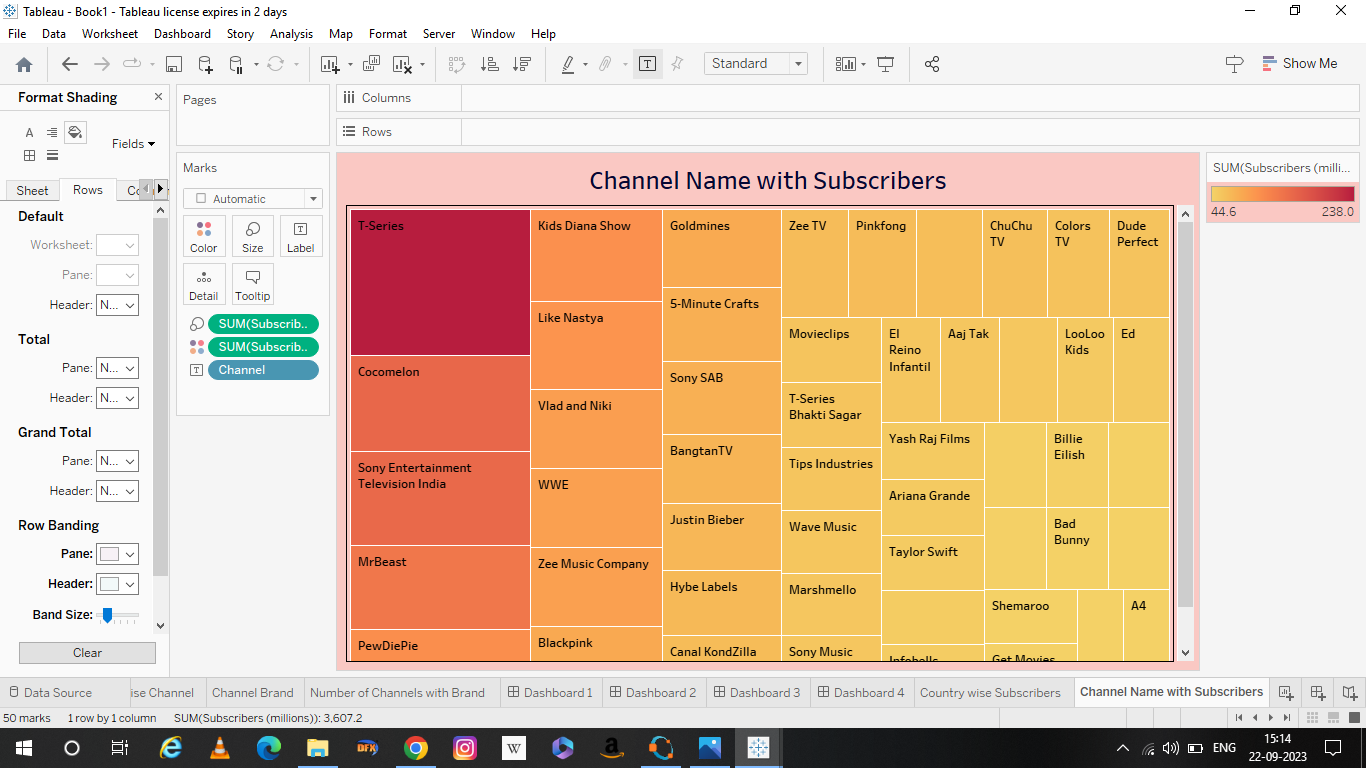 Tableau - Book1 - Tableau license expires in 2 days
File Data Worksheet Dashboard Story Analysis Map Format Server Window Help
Standard
Show Me
Format Shading
Fields
Sheet
Rows
Default
Worksheet:
Pane:
Header: N...
Total
Pane: N...
Header: N...
Grand Total
Pane: N...
Header: N...
Row Banding
Pane:
Header:
Band Size:
Clear
Pages
Marks
Automatic
Color Size Label
Detail Tooltip
SUM(Subscrib..
SUM(Subscrib..
Channel
Columns
Rows
Channel Name with Subscribers
T-Series
Cocomelon
Sony Entertainment
Television India
MrBeast
PewDiePie
Kids Diana Show
Like Nastya
Vlad and Niki
WWE
Zee Music Company
Blackpink
Goldmines
5-Minute Crafts
Sony SAB
BangtanTV
Justin Bieber
Hybe Labels
Canal KondZilla
Zee TV
Pinkfong
ChuChu
TV
Colors
TV
Dude
Perfect
Movieclips
T-Series
Bhakti Sagar
Tips Industries
Wave Music
Marshmello
Sony Music
El
Reino
Infantil
Aaj Tak
LooLoo
Kids
Ed
Yash Raj Films
Ariana Grande
Taylor Swift
Infobells
Billie
Eilish
Bad
Bunny
Shemaroo
Get Movies
A4
SUM(Subscribers (milli...
44.6 238.0
Data Source
ise Channel
Channel Brand
Number of Channels with Brand
Dashboard 1
Dashboard 2
Dashboard 3
Dashboard 4
Country wise Subscribers
Channel Name with Subscribers
50 marks 1 row by 1 column SUM(Subscribers (millions)): 3,607.2
DFX
W
a
ENG
15:14
22-09-2023